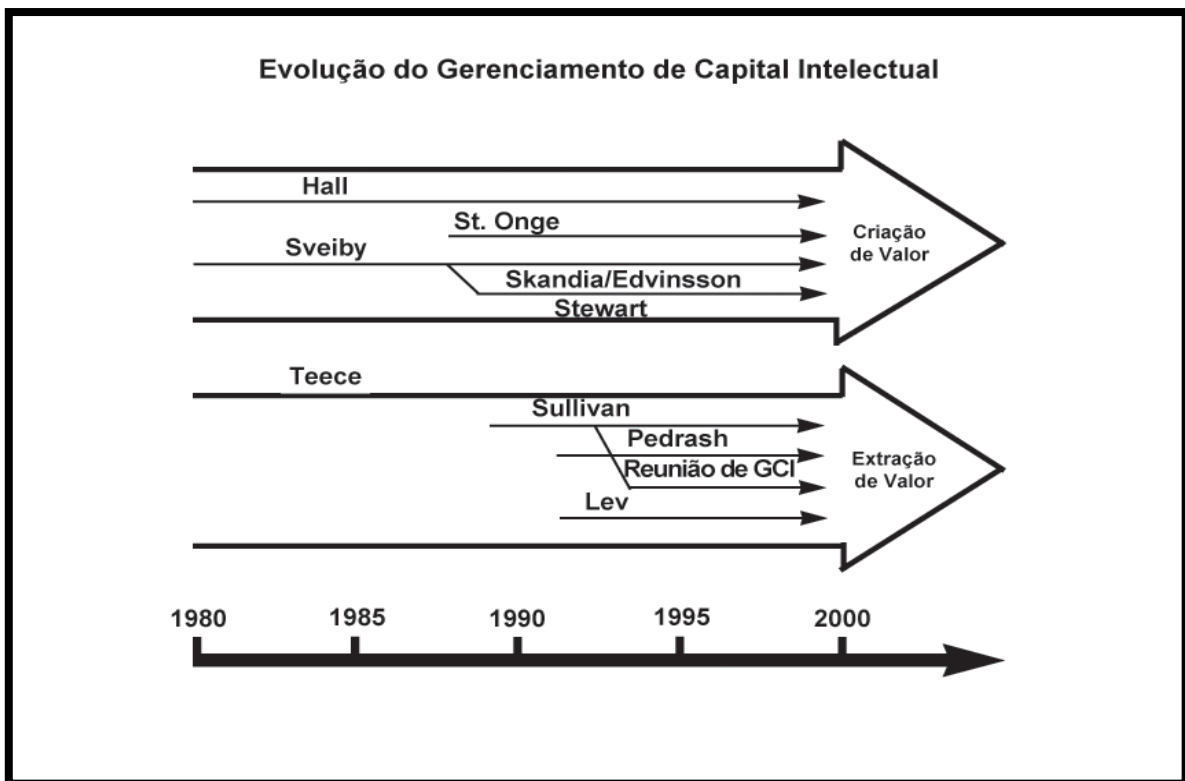 Evolução do Gerenciamento de Capital Intelectual
Hall
St. Onge
Sveiby
Skandia/Edvinsson
Stewart
Criação
de Valor
Teece
Sullivan
Pedrash
Reunião de GCI
Lev
Extração
de Valor
1980 1985 1990 1995 2000